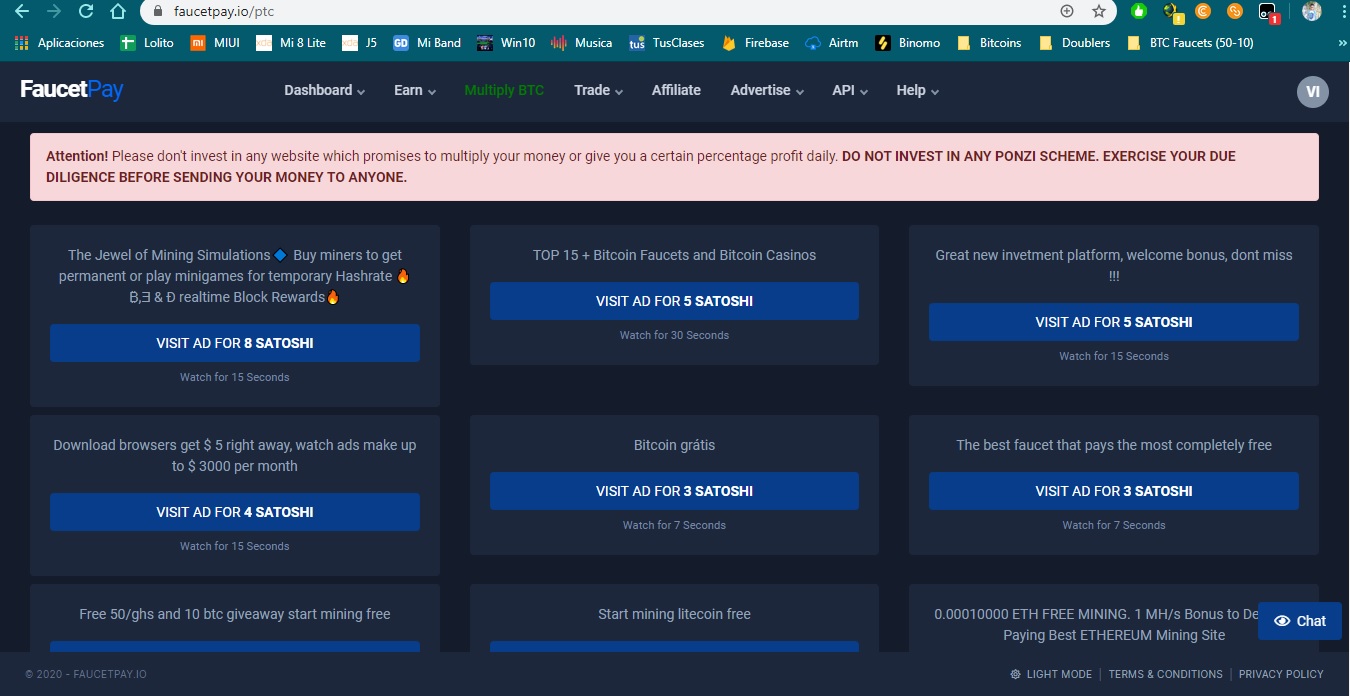 faucetpay.io/ptc
Aplicaciones Lolito MIUI Mi 8 Lite J5 GD Mi Band Win10 Musica tus TusClases Firebase Airtm Binomo Bitcoins Doublers BTC Faucets (50-10) »
FaucetPay Dashboard Earn Multiply BTC Trade Affiliate Advertise API Help VI
Attention! Please don't invest in any website which promises to multiply your money or give you a certain percentage profit daily. DO NOT INVEST IN ANY PONZI SCHEME. EXERCISE YOUR DUE
DILIGENCE BEFORE SENDING YOUR MONEY TO ANYONE.
The Jewel of Mining Simulations🔷 Buy miners to get
permanent or play minigames for temporary Hashrate 🔥
₿,Ǝ & Ð realtime Block Rewards🔥
VISIT AD FOR 8 SATOSHI
Watch for 15 Seconds
TOP 15 + Bitcoin Faucets and Bitcoin Casinos
VISIT AD FOR 5 SATOSHI
Watch for 30 Seconds
Great new invetment platform, welcome bonus, dont miss
!!!
VISIT AD FOR 5 SATOSHI
Watch for 15 Seconds
Download browsers get $ 5 right away, watch ads make up
to $ 3000 per month
VISIT AD FOR 4 SATOSHI
Watch for 15 Seconds
Bitcoin grátis
VISIT AD FOR 3 SATOSHI
Watch for 7 Seconds
The best faucet that pays the most completely free
VISIT AD FOR 3 SATOSHI
Watch for 7 Seconds
Free 50/ghs and 10 btc giveaway start mining free
Start mining litecoin free
0.00010000 ETH FREE MINING. 1 MH/s Bonus to
Paying Best ETHEREUM Mining Site
Chat
© 2020 - FAUCETPAY.IO
LIGHT MODE | TERMS & CONDITIONS | PRIVACY POLICY